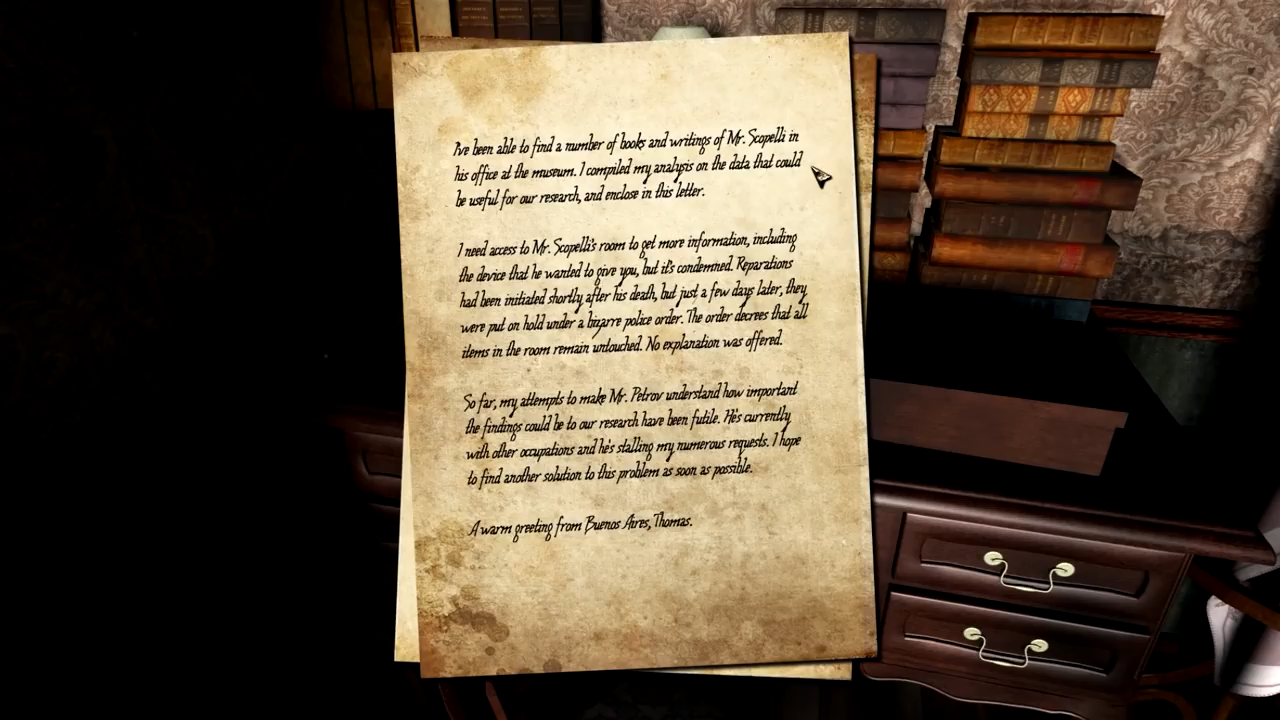 I've been able to find a number of books and writings of Mr. Scopelli in
his office at the museum. I compiled my analysis on the data that could
be useful for our research, and enclose in this letter.
I need access to Mr. Scopelli's room to get more information, including
the device that he wanted to give you, but it's condemned. Reparations
had been initiated shortly after his death, but just a few days later, they
were put on hold under a bizarre police order. The order decrees that all
items in the room remain untouched. No explanation was offered.
So far, my attempts to make Mr. Petrov understand how important
the findings could be to our research have been futile. He's currently
with other occupations and he's stalling my numerous requests. I hope
to find another solution to this problem as soon as possible.
A warm greeting from Buenos Aires, Thomas.